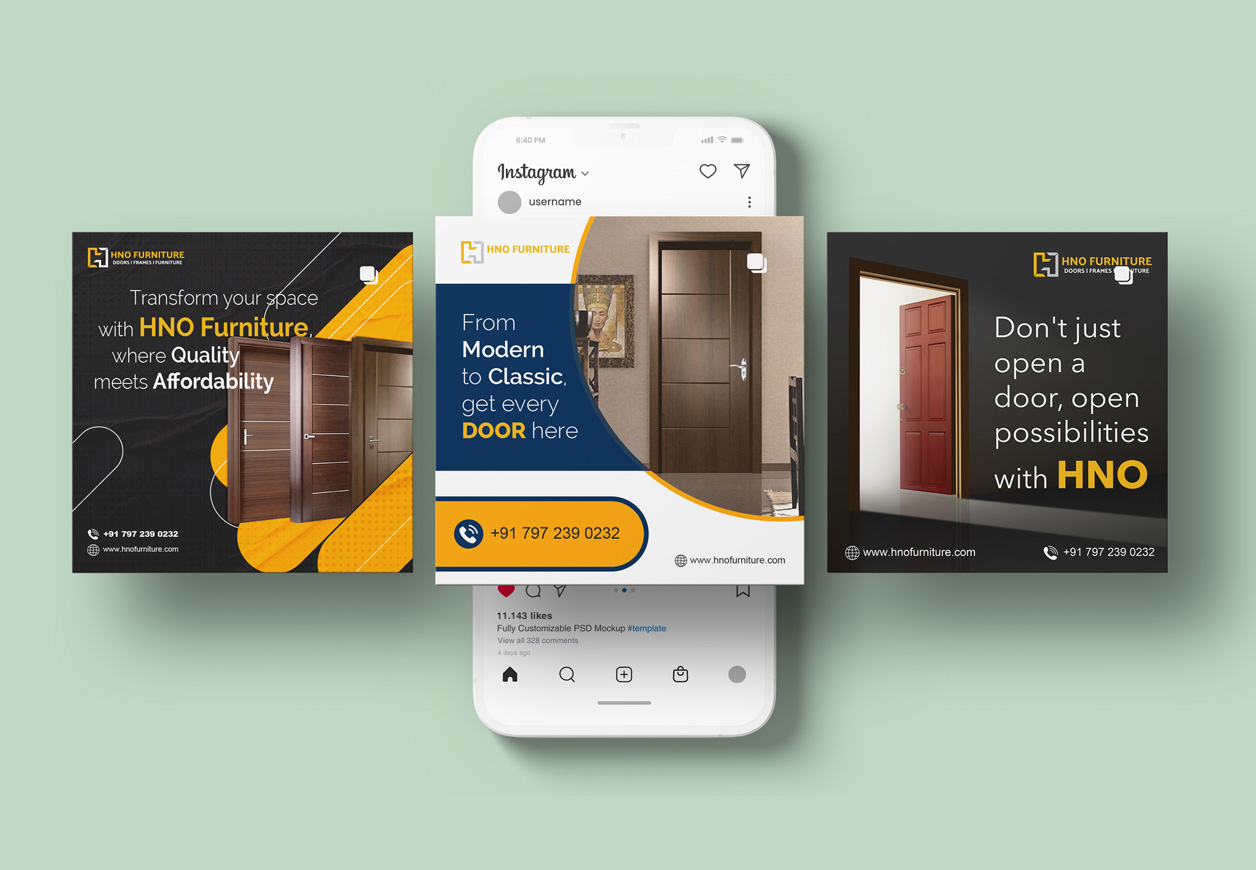 6:40 PM
Instagram
username
HNO FURNITURE
DOORS I FRAMES I FURNITURE
Transform your space
with HNO Furniture,
where Quality
meets Affordability
+91 797 239 0232
www.hnofurniture.com
HNO FURNITURE
From
Modern
to Classic,
get every
DOOR here
+91 797 239 0232
www.hnofurniture.com
HNO FURNITURE
DOORS I FRAMES I FURNITURE
Don't just
open a
door, open
possibilities
with HNO
www.hnofurniture.com
+91 797 239 0232
11.143 likes
Fully Customizable PSD Mockup #template
View all 328 comments
4 days ago